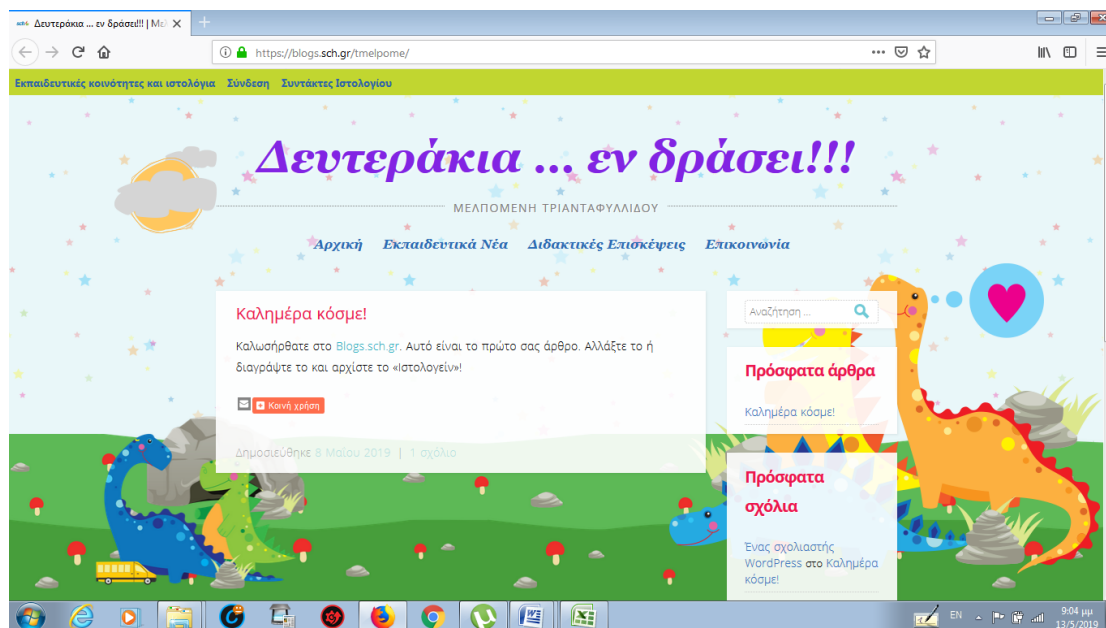 Δευτεράκια ... εν δράσει!!! | Μελ
https://blogs.sch.gr/tmelpome/
Εκπαιδευτικές κοινότητες και ιστολόγια Σύνδεση Συντάκτες Ιστολογίου
Δευτεράκια ... εν δράσει!!!
ΜΕΛΠΟΜΕΝΗ ΤΡΙΑΝΤΑΦΥΛΛΙΔΟΥ
Αρχική Εκπαιδευτικά Νέα Διδακτικές Επισκέψεις Επικοινωνία
Καλημέρα κόσμε!
Καλωσήρθατε στο Blogs.sch.gr. Αυτό είναι το πρώτο σας άρθρο. Αλλάξτε το ή
διαγράψτε το και αρχίστε το «Ιστολογείν»!
Κοινή χρήση
Δημοσιεύθηκε 8 Μαΐου 2019 | 1 σχόλιο
Αναζήτηση ...
Πρόσφατα άρθρα
Καλημέρα κόσμε!
Πρόσφατα
σχόλια
Ένας σχολιαστής
WordPress στο Καλημέρα
κόσμε!
EN
9:04 μμ
13/5/2019